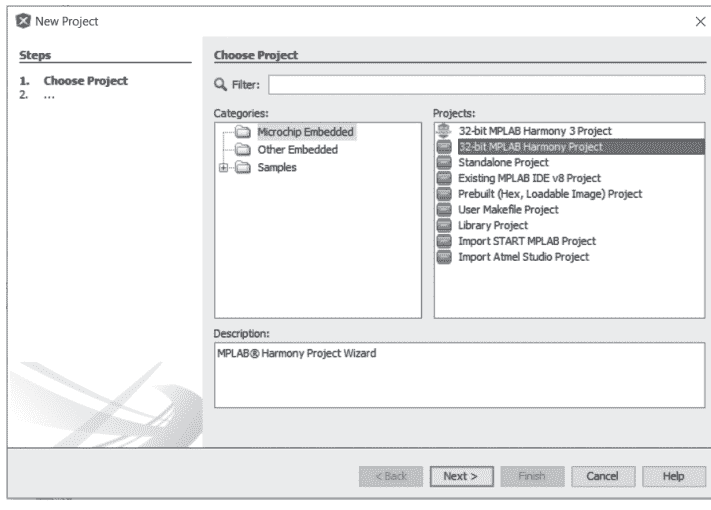 New Project
Steps
1. Choose Project
2. ...
Choose Project
Filter:
Categories:
Microchip Embedded
Other Embedded
Samples
Projects:
32-bit MPLAB Harmony 3 Project
32-bit MPLAB Harmony Project
Standalone Project
Existing MPLAB IDE v8 Project
Prebuilt (Hex, Loadable Image) Project
User Makefile Project
Library Project
Import START MPLAB Project
Import Atmel Studio Project
Description:
MPLAB® Harmony Project Wizard
< Back Next > Finish Cancel Help